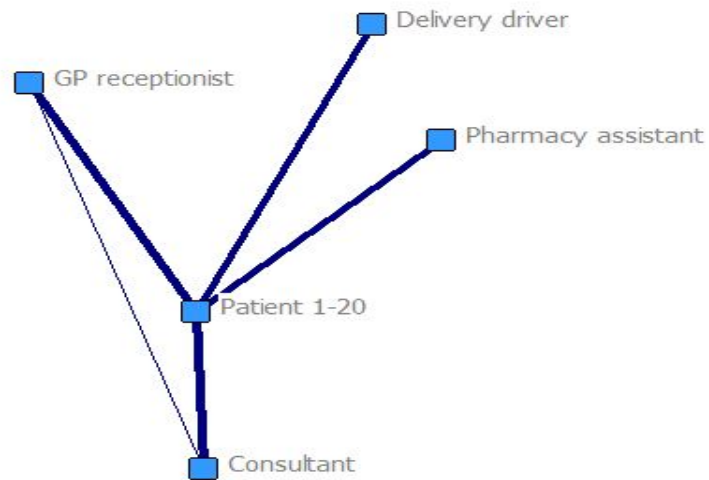 Delivery driver
GP receptionist
Pharmacy assistant
Patient 1-20
Consultant